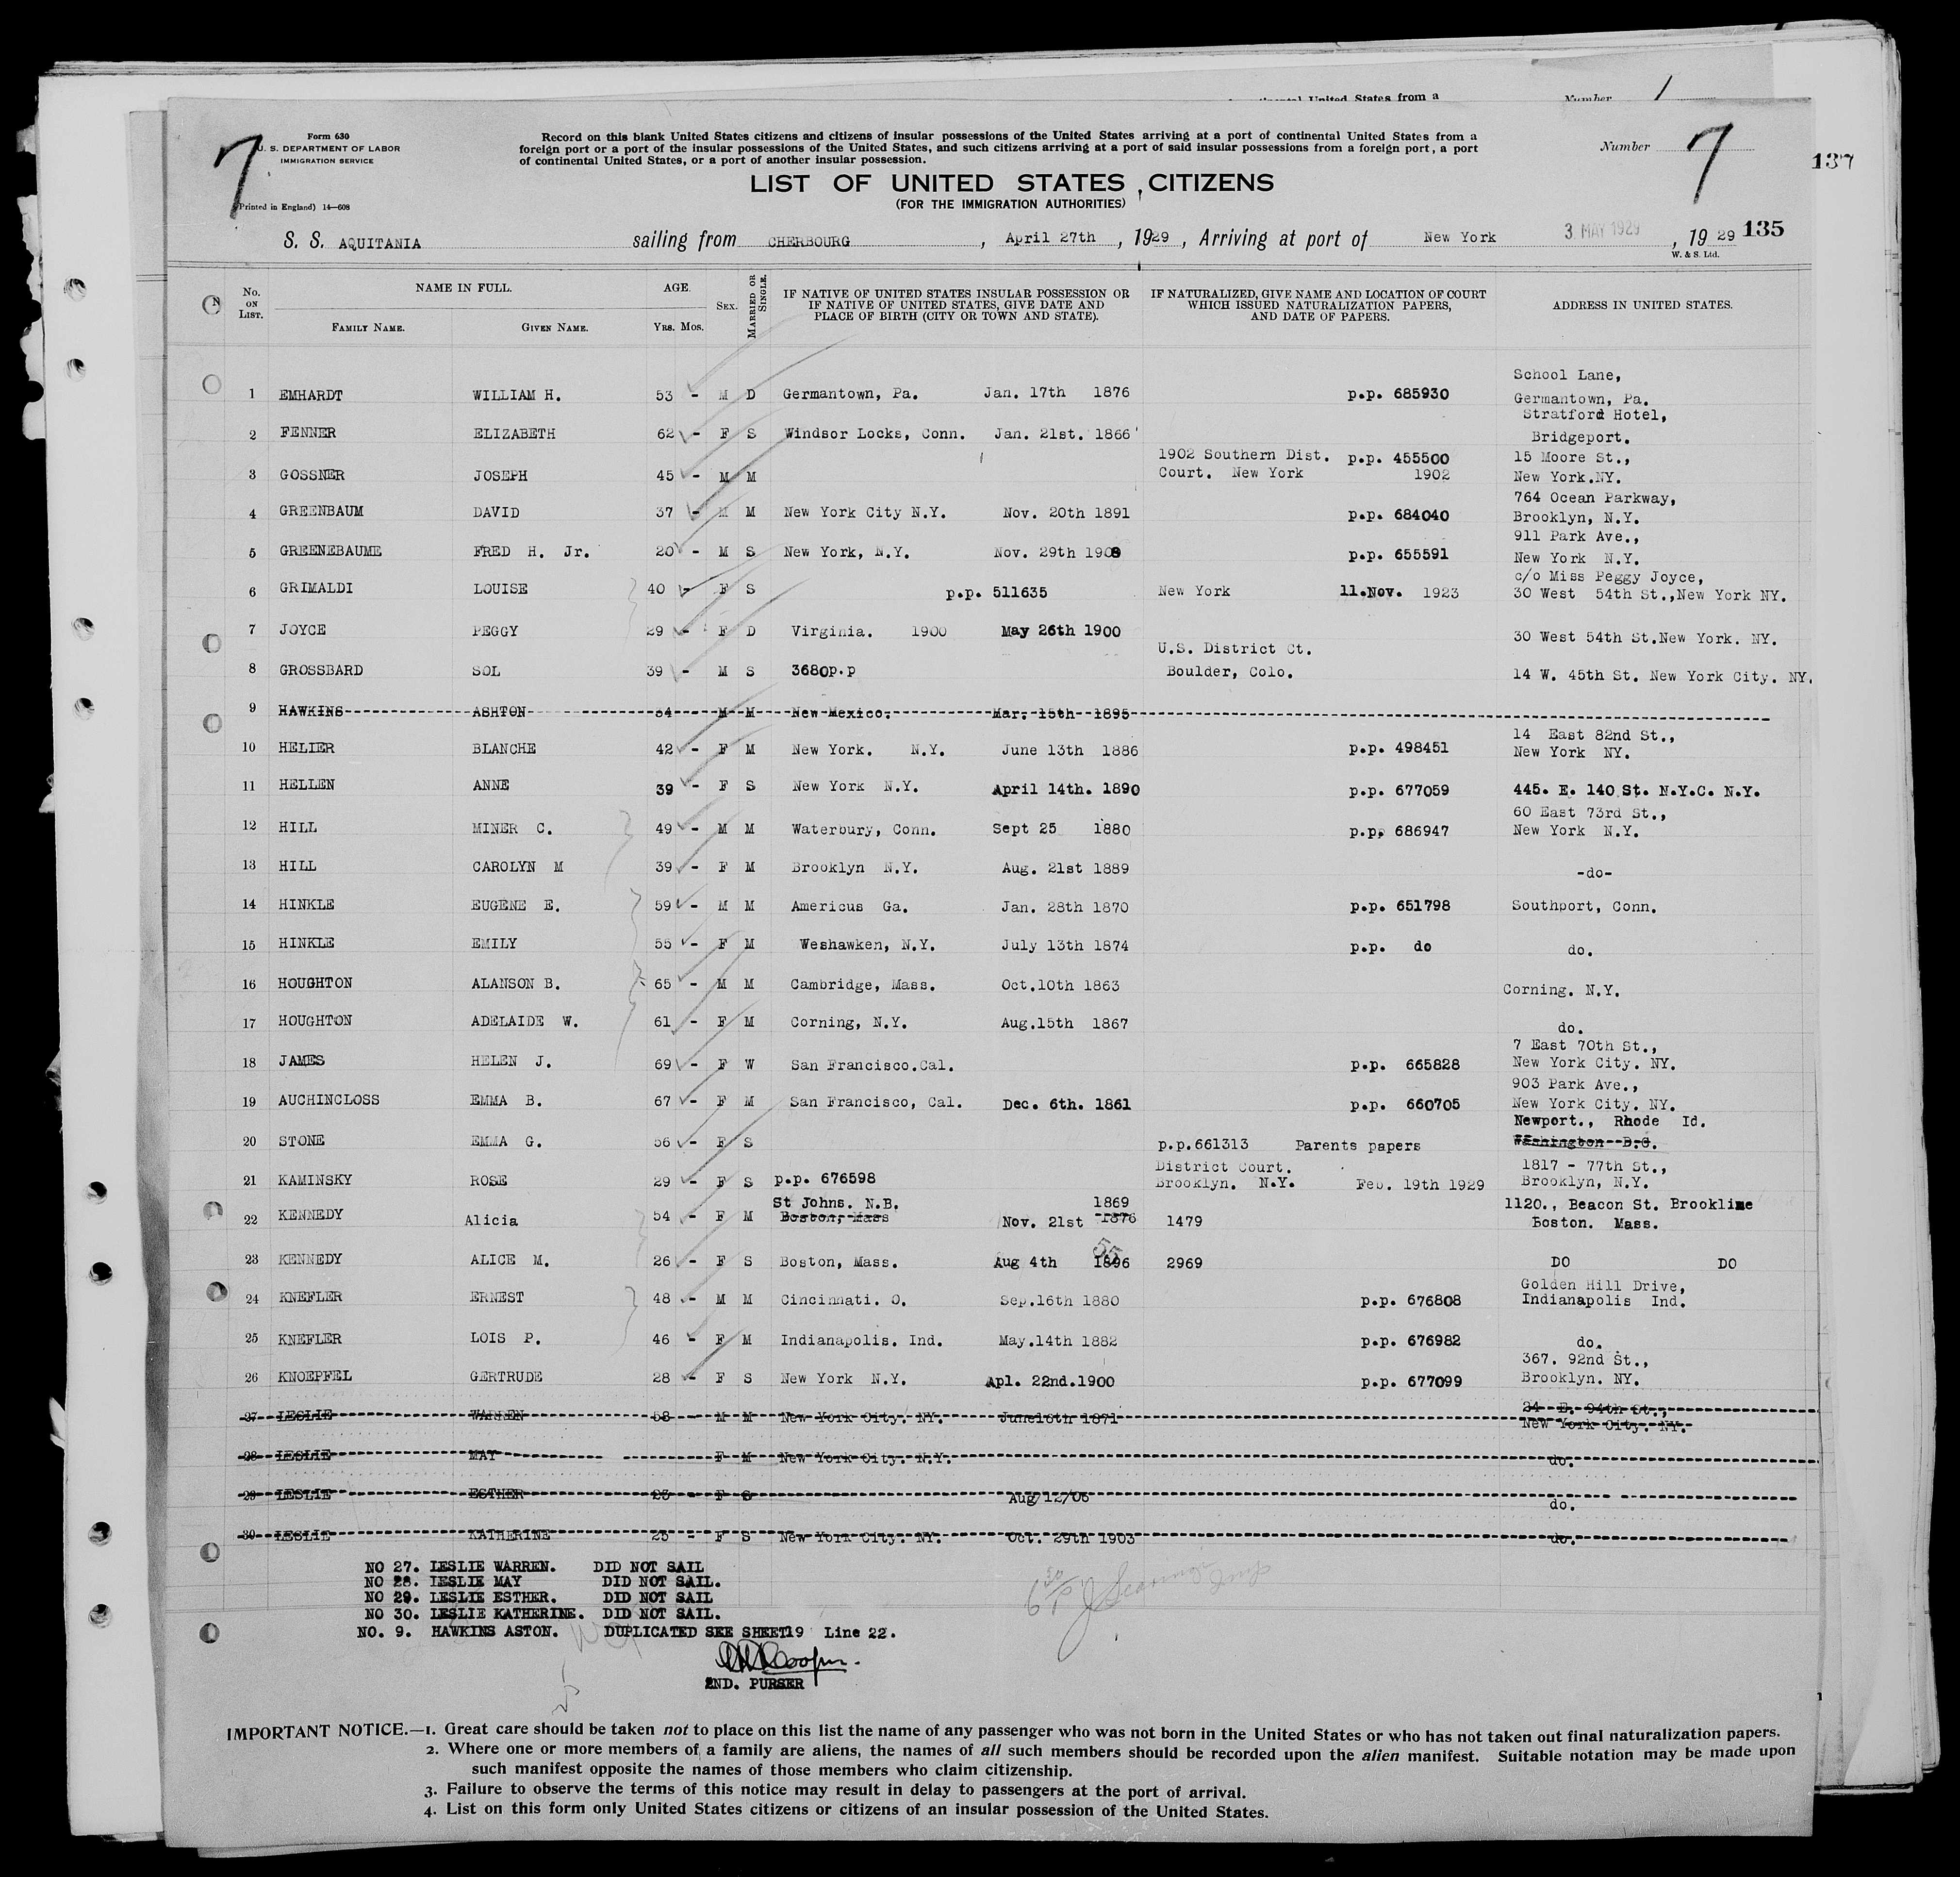 continental United States from a
Number 1
7
Form 630
U. S. DEPARTMENT OF LABOR
IMMIGRATION SERVICE
(Printed in England) 14—608
Record on this blank United States citizens and citizens of insular possessions of the United States arriving at a port of continental United States from a
foreign port or a port of the insular possessions of the United States, and such citizens arriving at a port of said insular possessions from a foreign port, a port
of continental United States, or a port of another insular possession.
LIST OF UNITED STATES CITIZENS
(FOR THE IMMIGRATION AUTHORITIES)
Number 7
137
S. S. AQUITANIA sailing from CHERBOURG, April 27th, 1929, Arriving at port of New York 3 MAY 1929, 1929 135
W. & S. Ltd.
No. ON LIST. NAME IN FULL. FAMILY NAME. GIVEN NAME. AGE. YRS. MOS. SEX. MARRIED OR SINGLE. IF NATIVE OF UNITED STATES INSULAR POSSESSION OR IF NATIVE OF UNITED STATES, GIVE DATE AND PLACE OF BIRTH (CITY OR TOWN AND STATE). IF NATURALIZED, GIVE NAME AND LOCATION OF COURT WHICH ISSUED NATURALIZATION PAPERS, AND DATE OF PAPERS. ADDRESS IN UNITED STATES.
School Lane,
1 EMHARDT WILLIAM H. 53 - M D Germantown, Pa. Jan. 17th 1876 p.p. 685930 Germantown, Pa.
Stratford Hotel,
2 FENNER ELIZABETH 62 - F S Windsor Locks, Conn. Jan. 21st. 1866 Bridgeport.
1902 Southern Dist. p.p. 455500 15 Moore St.,
3 GOSSNER JOSEPH 45 - M M Court. New York 1902 New York.NY.
764 Ocean Parkway,
4 GREENBAUM DAVID 37 - M M New York City N.Y. Nov. 20th 1891 p.p. 684040 Brooklyn, N.Y.
911 Park Ave.,
5 GREENEBAUME FRED H. Jr. 20 - M S New York, N.Y. Nov. 29th 1908 p.p. 655591 New York N.Y.
c/o Miss Peggy Joyce,
6 GRIMALDI LOUISE 40 - F S p.p. 511635 New York 11.Nov. 1923 30 West 54th St.,New York NY.
7 JOYCE PEGGY 29 - F D Virginia. 1900 May 26th 1900 30 West 54th St.New York. NY.
U.S. District Ct.
8 GROSSBARD SOL 39 - M S 3680p.p Boulder, Colo. 14 W. 45th St. New York City. NY.
9 HAWKINS ASHTON 34 - M M New Mexico. Mar. 15th 1895
14 East 82nd St.,
10 HELIER BLANCHE 42 - F M New York. N.Y. June 13th 1886 p.p. 498451 New York NY.
11 HELLEN ANNE 39 - F S New York N.Y. April 14th. 1890 p.p. 677059 445. E. 140 St. N.Y.C. N.Y.
60 East 73rd St.,
12 HILL MINER C. 49 - M M Waterbury, Conn. Sept 25 1880 p.p. 686947 New York N.Y.
13 HILL CAROLYN M 39 - F M Brooklyn N.Y. Aug. 21st 1889 -do-
14 HINKLE EUGENE E. 59 - M M Americus Ga. Jan. 28th 1870 p.p. 651798 Southport, Conn.
15 HINKLE EMILY 55 - F M Weshawken, N.Y. July 13th 1874 p.p. do do.
16 HOUGHTON ALANSON B. 65 - M M Cambridge, Mass. Oct.10th 1863 Corning. N.Y.
17 HOUGHTON ADELAIDE W. 61 - F M Corning, N.Y. Aug.15th 1867 do.
7 East 70th St.,
18 JAMES HELEN J. 69 - F W San Francisco.Cal. p.p. 665828 New York City. NY.
903 Park Ave.,
19 AUCHINCLOSS EMMA B. 67 - F M San Francisco, Cal. Dec. 6th. 1861 p.p. 660705 New York City. NY.
Newport., Rhode Id.
20 STONE EMMA G. 56 - F S p.p.661313 Parents papers Washington D.C.
District Court. 1817 - 77th St.,
21 KAMINSKY ROSE 29 - F S p.p. 676598 Brooklyn. N.Y. Feb. 19th 1929 Brooklyn, N.Y.
St Johns. N.B. 1869 1120., Beacon St. Brookline
22 KENNEDY Alicia 54 - F M Boston, Mass Nov. 21st 1876 1479 Boston. Mass.
55
23 KENNEDY ALICE M. 26 - F S Boston, Mass. Aug 4th 1896 2969 DO DO
Golden Hill Drive,
24 KNEFLER ERNEST 48 - M M Cincinnati. O. Sep.16th 1880 p.p. 676808 Indianapolis Ind.
25 KNEFLER LOIS P. 46 - F M Indianapolis. Ind. May.14th 1882 p.p. 676982 do.
367. 92nd St.,
26 KNOEPFEL GERTRUDE 28 - F S New York N.Y. Apl. 22nd.1900 p.p. 677099 Brooklyn. NY.
24 E. 94th St.,
27 LESLIE WARREN 58 - M M New York City. NY. June16th 1871 New York City. NY.
28 LESLIE MAY F M New York City. N.Y. do.
29 LESLIE ESTHER 23 - F S Aug/12/05 do.
30 LESLIE KATHERINE 25 - F S New York City. NY. Oct. 29th 1903 do.
NO 27. LESLIE WARREN. DID NOT SAIL
NO 28. LESLIE MAY DID NOT SAIL.
NO 29. LESLIE ESTHER. DID NOT SAIL
NO 30. LESLIE KATHERINE. DID NOT SAIL.
NO. 9. HAWKINS ASTON. DUPLICATED SEE SHEET19 Line 22.
Cooper.
2ND. PURSER
IMPORTANT NOTICE.—1. Great care should be taken not to place on this list the name of any passenger who was not born in the United States or who has not taken out final naturalization papers.
2. Where one or more members of a family are aliens, the names of all such members should be recorded upon the alien manifest. Suitable notation may be made upon
such manifest opposite the names of those members who claim citizenship.
3. Failure to observe the terms of this notice may result in delay to passengers at the port of arrival.
4. List on this form only United States citizens or citizens of an insular possession of the United States.